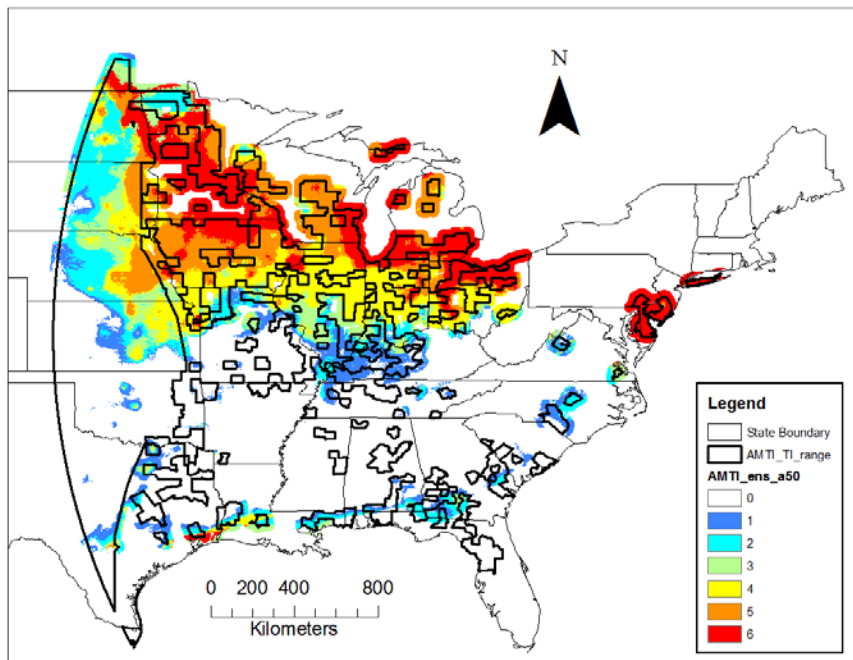 N
Legend
State Boundary
AMTI_TI_range
AMTI_ens_a50
0
1
2
3
4
5
6
0 200 400 800
Kilometers